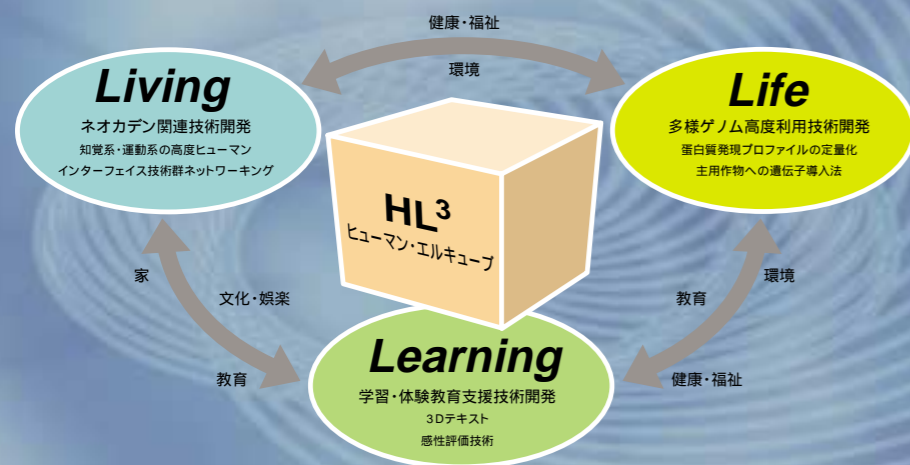 健康・福祉
環境
Living
ネオカデン関連技術開発
知覚系・運動系の高度ヒューマン
インターフェイス技術群ネットワーキング
Life
多様ゲノム高度利用技術開発
蛋白質発現プロファイルの定量化
主用作物への遺伝子導入法
HL³
ヒューマン・エルキューブ
家
文化・娯楽
教育
教育
環境
健康・福祉
Learning
学習・体験教育支援技術開発
3Dテキスト
感性評価技術